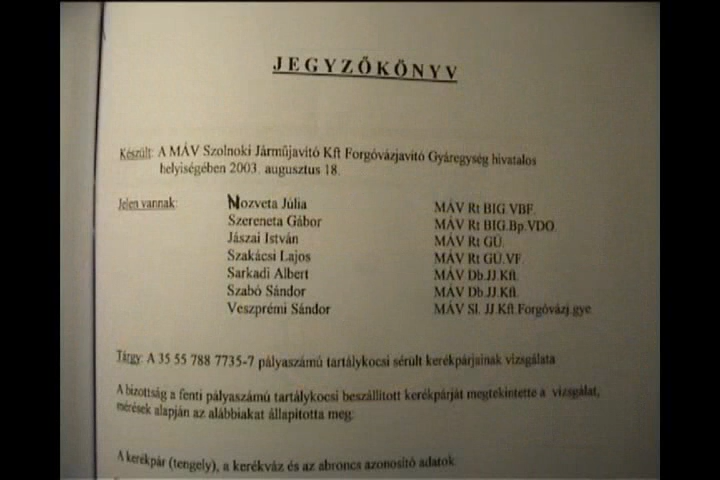 JEGYZŐKÖNYV
Készült: A MÁV Szolnoki Járműjavító Kft Forgóvázjavító Gyáregység hivatalos
helyiségében 2003. augusztus 18.
Jelen vannak: Nozveta Júlia MÁV Rt BIG.VBF.
Szereneta Gábor MÁV Rt BIG.Bp.VDO.
Jászai István MÁV Rt GÜ.
Szakácsi Lajos MÁV Rt GÜ.VF.
Sarkadi Albert MÁV Db.JJ.Kft.
Szabó Sándor MÁV Db.JJ.Kft.
Veszprémi Sándor MÁV Sl. JJ.Kft.Forgóvázj.gye
Tárgy: A 35 55 788 7735-7 pályaszámú tartálykocsi sérült kerékpárjainak vizsgálata
A bizottság a fenti pályaszámú tartálykocsi beszállított kerékpárját megtekintette a vizsgálat,
mérések alapján az alábbiakat állapította meg:
A kerékpár (tengely), a kerékváz és az abroncs azonosító adatok: